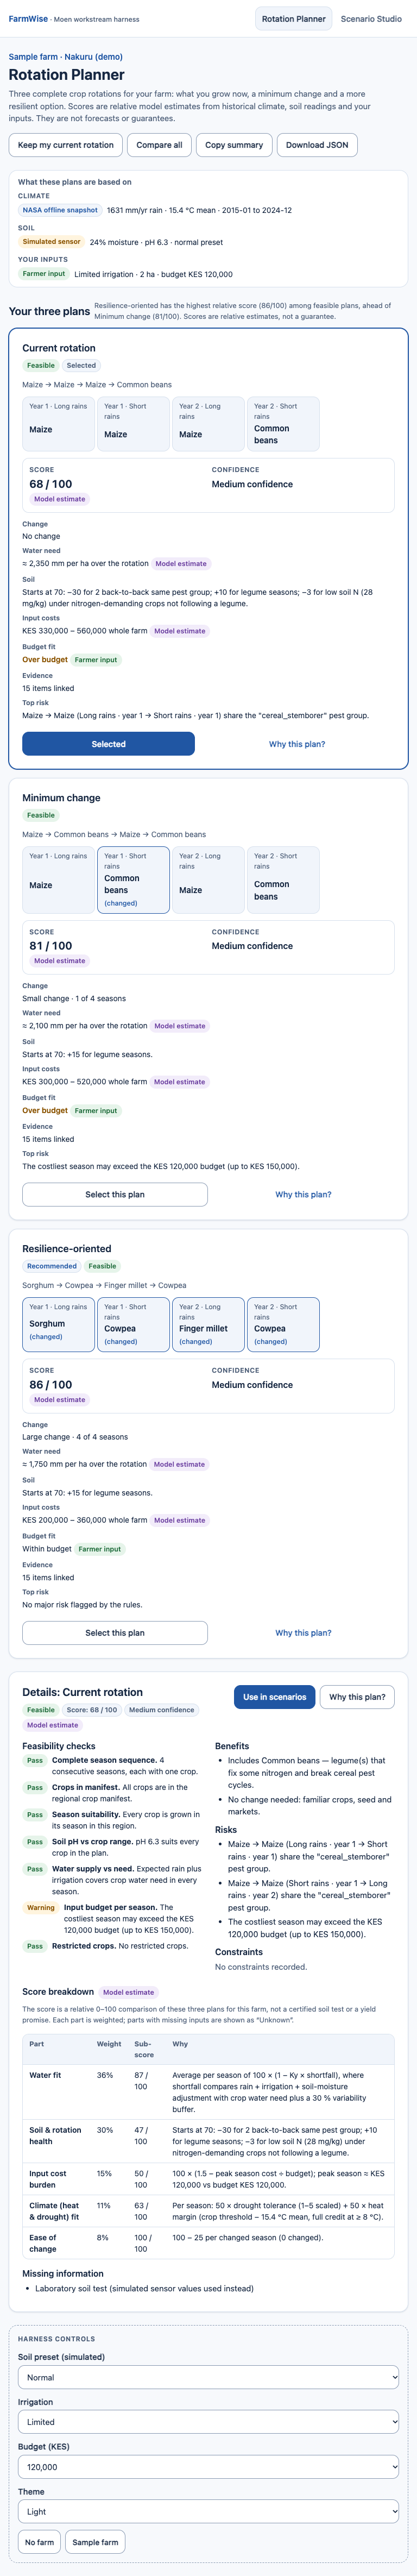 FarmWise · Moen workstream harness
Rotation Planner
Scenario Studio
Sample farm · Nakuru (demo)
Rotation Planner
Three complete crop rotations for your farm: what you grow now, a minimum change and a more
resilient option. Scores are relative model estimates from historical climate, soil readings and your
inputs. They are not forecasts or guarantees.
Keep my current rotation
Compare all
Copy summary
Download JSON
What these plans are based on
CLIMATE
NASA offline snapshot 1631 mm/yr rain · 15.4 °C mean · 2015-01 to 2024-12
SOIL
Simulated sensor 24% moisture · pH 6.3 · normal preset
YOUR INPUTS
Farmer input Limited irrigation · 2 ha · budget KES 120,000
Your three plans
Resilience-oriented has the highest relative score (86/100) among feasible plans, ahead of
Minimum change (81/100). Scores are relative estimates, not a guarantee.
Current rotation
Feasible Selected
Maize → Maize → Maize → Common beans
Year 1 · Long rains
Maize
Year 1 · Short
rains
Maize
Year 2 · Long
rains
Maize
Year 2 · Short
rains
Common
beans
SCORE
68 / 100
Model estimate
CONFIDENCE
Medium confidence
Change
No change
Water need
≈ 2,350 mm per ha over the rotation Model estimate
Soil
Starts at 70: −30 for 2 back-to-back same pest group; +10 for legume seasons; −3 for low soil N (28
mg/kg) under nitrogen-demanding crops not following a legume.
Input costs
KES 330,000 – 560,000 whole farm Model estimate
Budget fit
Over budget Farmer input
Evidence
15 items linked
Top risk
Maize → Maize (Long rains · year 1 → Short rains · year 1) share the "cereal_stemborer" pest group.
Selected
Why this plan?
Minimum change
Feasible
Maize → Common beans → Maize → Common beans
Year 1 · Long rains
Maize
Year 1 · Short
rains
Common
beans
(changed)
Year 2 · Long
rains
Maize
Year 2 · Short
rains
Common
beans
SCORE
81 / 100
Model estimate
CONFIDENCE
Medium confidence
Change
Small change · 1 of 4 seasons
Water need
≈ 2,100 mm per ha over the rotation Model estimate
Soil
Starts at 70: +15 for legume seasons.
Input costs
KES 300,000 – 520,000 whole farm Model estimate
Budget fit
Over budget Farmer input
Evidence
15 items linked
Top risk
The costliest season may exceed the KES 120,000 budget (up to KES 150,000).
Select this plan
Why this plan?
Resilience-oriented
Recommended Feasible
Sorghum → Cowpea → Finger millet → Cowpea
Year 1 · Long rains
Sorghum
(changed)
Year 1 · Short
rains
Cowpea
(changed)
Year 2 · Long
rains
Finger millet
(changed)
Year 2 · Short
rains
Cowpea
(changed)
SCORE
86 / 100
Model estimate
CONFIDENCE
Medium confidence
Change
Large change · 4 of 4 seasons
Water need
≈ 1,750 mm per ha over the rotation Model estimate
Soil
Starts at 70: +15 for legume seasons.
Input costs
KES 200,000 – 360,000 whole farm Model estimate
Budget fit
Within budget Farmer input
Evidence
15 items linked
Top risk
No major risk flagged by the rules.
Select this plan
Why this plan?
Details: Current rotation
Feasible Score: 68 / 100 Medium confidence
Model estimate
Use in scenarios
Why this plan?
Feasibility checks
Pass Complete season sequence. 4
consecutive seasons, each with one crop.
Pass Crops in manifest. All crops are in the
regional crop manifest.
Pass Season suitability. Every crop is grown in
its season in this region.
Pass Soil pH vs crop range. pH 6.3 suits every
crop in the plan.
Pass Water supply vs need. Expected rain plus
irrigation covers crop water need in every
season.
Warning Input budget per season. The
costliest season may exceed the KES
120,000 budget (up to KES 150,000).
Pass Restricted crops. No restricted crops.
Benefits
• Includes Common beans — legume(s) that
fix some nitrogen and break cereal pest
cycles.
• No change needed: familiar crops, seed and
markets.
Risks
• Maize → Maize (Long rains · year 1 → Short
rains · year 1) share the "cereal_stemborer"
pest group.
• Maize → Maize (Short rains · year 1 → Long
rains · year 2) share the "cereal_stemborer"
pest group.
• The costliest season may exceed the KES
120,000 budget (up to KES 150,000).
Constraints
No constraints recorded.
Score breakdown Model estimate
The score is a relative 0–100 comparison of these three plans for this farm, not a certified soil test or a yield
promise. Each part is weighted; parts with missing inputs are shown as "Unknown".
Part Weight Sub-
score Why
Water fit 36% 87 /
100 Average per season of 100 × (1 − Ky × shortfall), where
shortfall compares rain + irrigation + soil-moisture
adjustment with crop water need plus a 30 % variability
buffer.
Soil & rotation
health 30% 47 /
100 Starts at 70: −30 for 2 back-to-back same pest group; +10
for legume seasons; −3 for low soil N (28 mg/kg) under
nitrogen-demanding crops not following a legume.
Input cost
burden 15% 50 /
100 100 × (1.5 − peak season cost ÷ budget); peak season ≈ KES
120,000 vs budget KES 120,000.
Climate (heat
& drought) fit 11% 63 /
100 Per season: 50 × drought tolerance (1–5 scaled) + 50 × heat
margin (crop threshold − 15.4 °C mean, full credit at ≥ 8 °C).
Ease of
change 8% 100 /
100 100 − 25 per changed season (0 changed).
Missing information
• Laboratory soil test (simulated sensor values used instead)
HARNESS CONTROLS
Soil preset (simulated)
Normal
Irrigation
Limited
Budget (KES)
120,000
Theme
Light
No farm
Sample farm